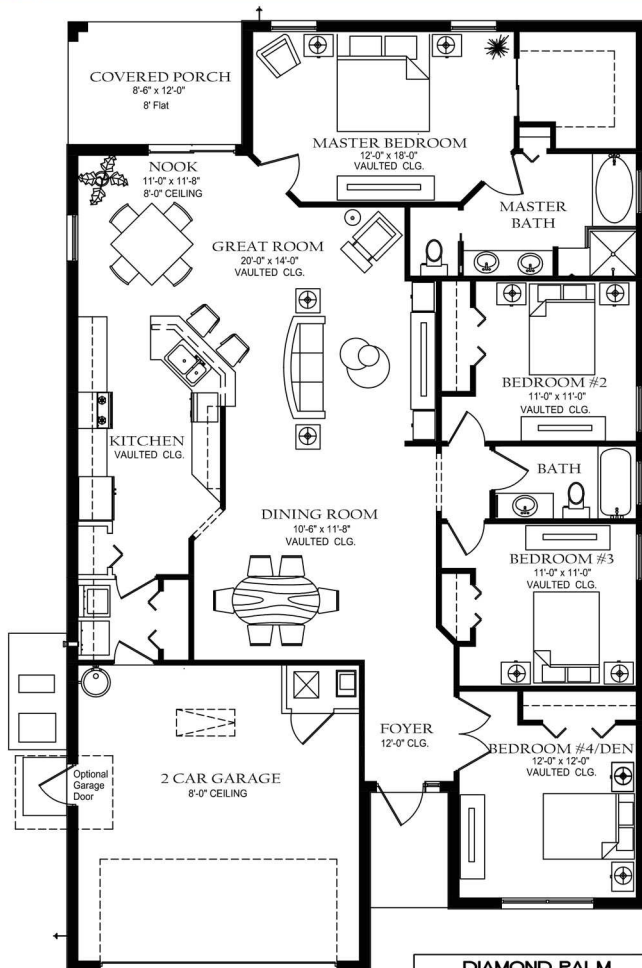 COVERED PORCH
8'-6" x 12'-0"
8' Flat
MASTER BEDROOM
12'-0" x 18'-0"
VAULTED CLG.
NOOK
11'-0" x 11'-8"
8'-0" CEILING
MASTER
BATH
GREAT ROOM
20'-0" x 14'-0"
VAULTED CLG.
BEDROOM #2
11'-0" x 11'-0"
VAULTED CLG.
KITCHEN
VAULTED CLG.
BATH
DINING ROOM
10'-6" x 11'-8"
VAULTED CLG.
BEDROOM #3
11'-0" x 11'-0"
VAULTED CLG.
FOYER
12'-0" CLG.
BEDROOM #4/DEN
12'-0" x 12'-0"
VAULTED CLG.
Optional
Garage
Door
2 CAR GARAGE
8'-0" CEILING
DIAMOND PALM